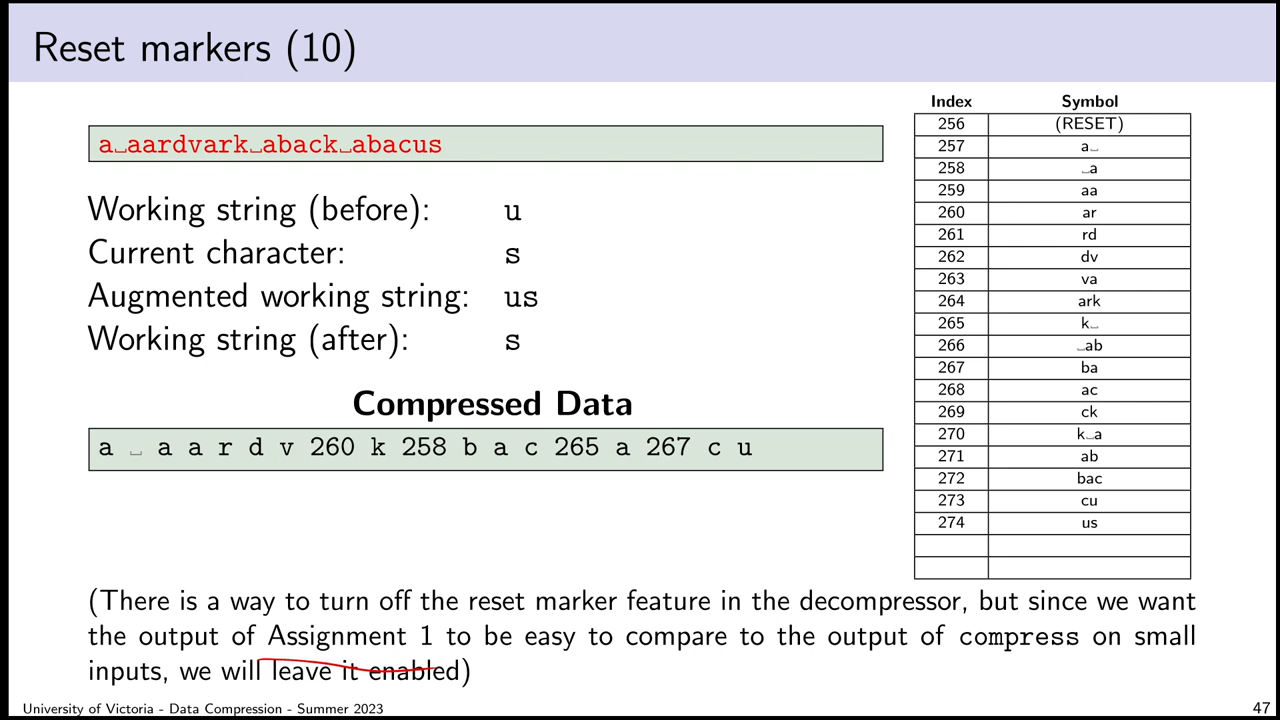 Reset markers (10)
a␣aardvark␣aback␣abacus
Working string (before): u
Current character: s
Augmented working string: us
Working string (after): s
Compressed Data
a ␣ a a r d v 260 k 258 b a c 265 a 267 c u
Index Symbol
256 (RESET)
257 a␣
258 ␣a
259 aa
260 ar
261 rd
262 dv
263 va
264 ark
265 k␣
266 ␣ab
267 ba
268 ac
269 ck
270 k␣a
271 ab
272 bac
273 cu
274 us
(There is a way to turn off the reset marker feature in the decompressor, but since we want
the output of Assignment 1 to be easy to compare to the output of compress on small
inputs, we will leave it enabled)
University of Victoria - Data Compression - Summer 2023
47